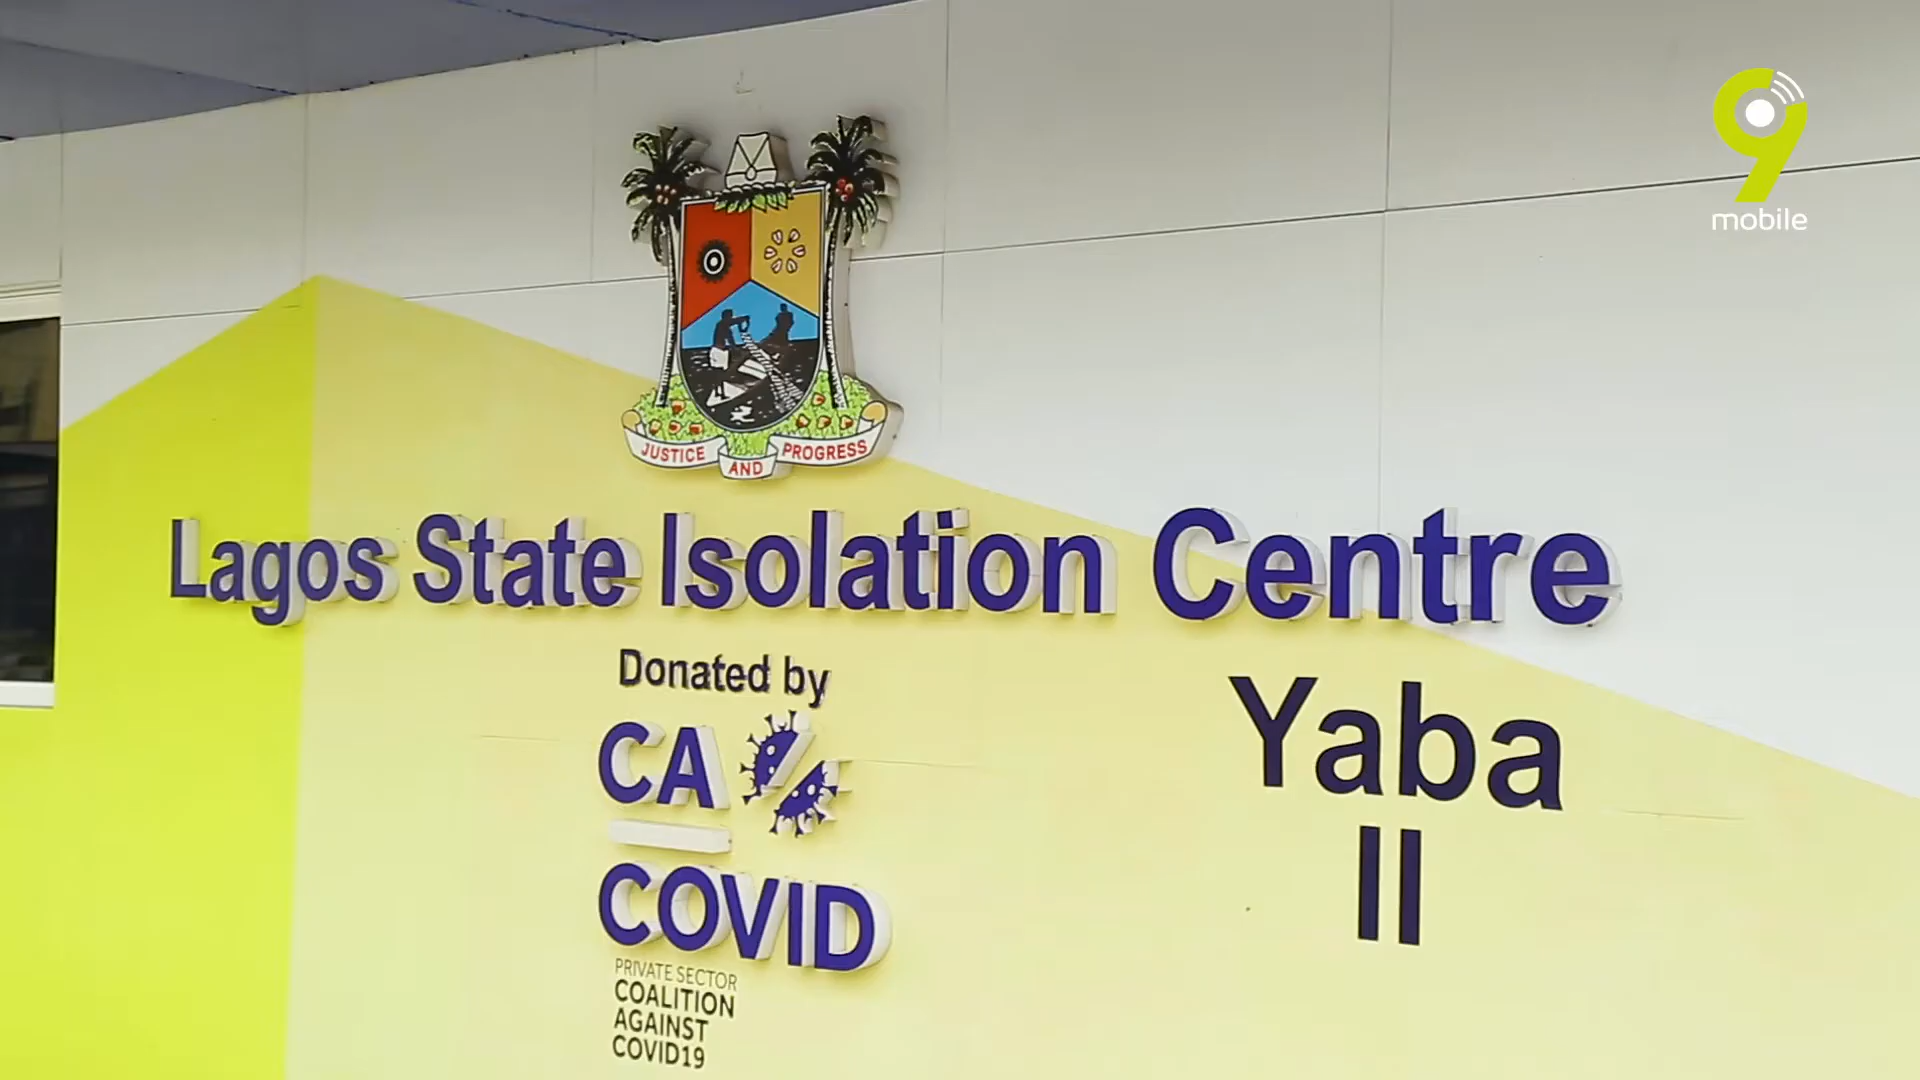 9
mobile
JUSTICE AND PROGRESS
Lagos State Isolation Centre
Yaba
II
Donated by
CA
COVID
PRIVATE SECTOR
COALITION
AGAINST
COVID19